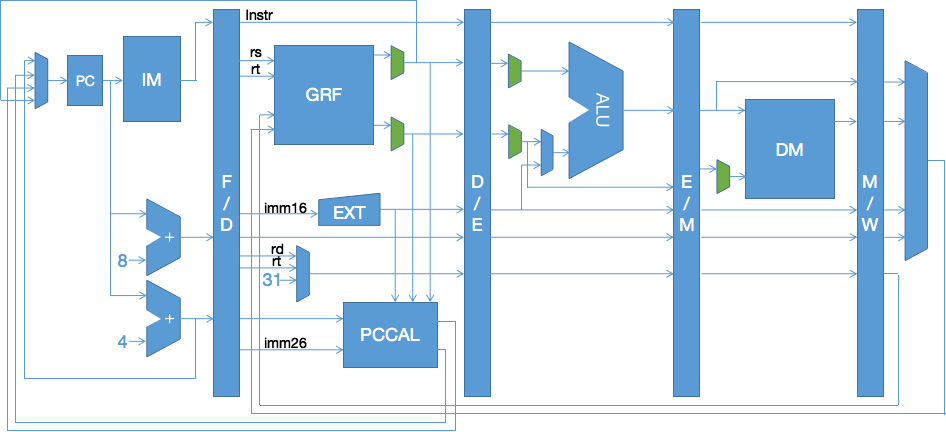 Instr
rs
rt
PC
IM
GRF
ALU
DM
F
/
D
D
/
E
E
/
M
M
/
W
imm16
EXT
+
8
rd
rt
31
+
4
PCCAL
imm26